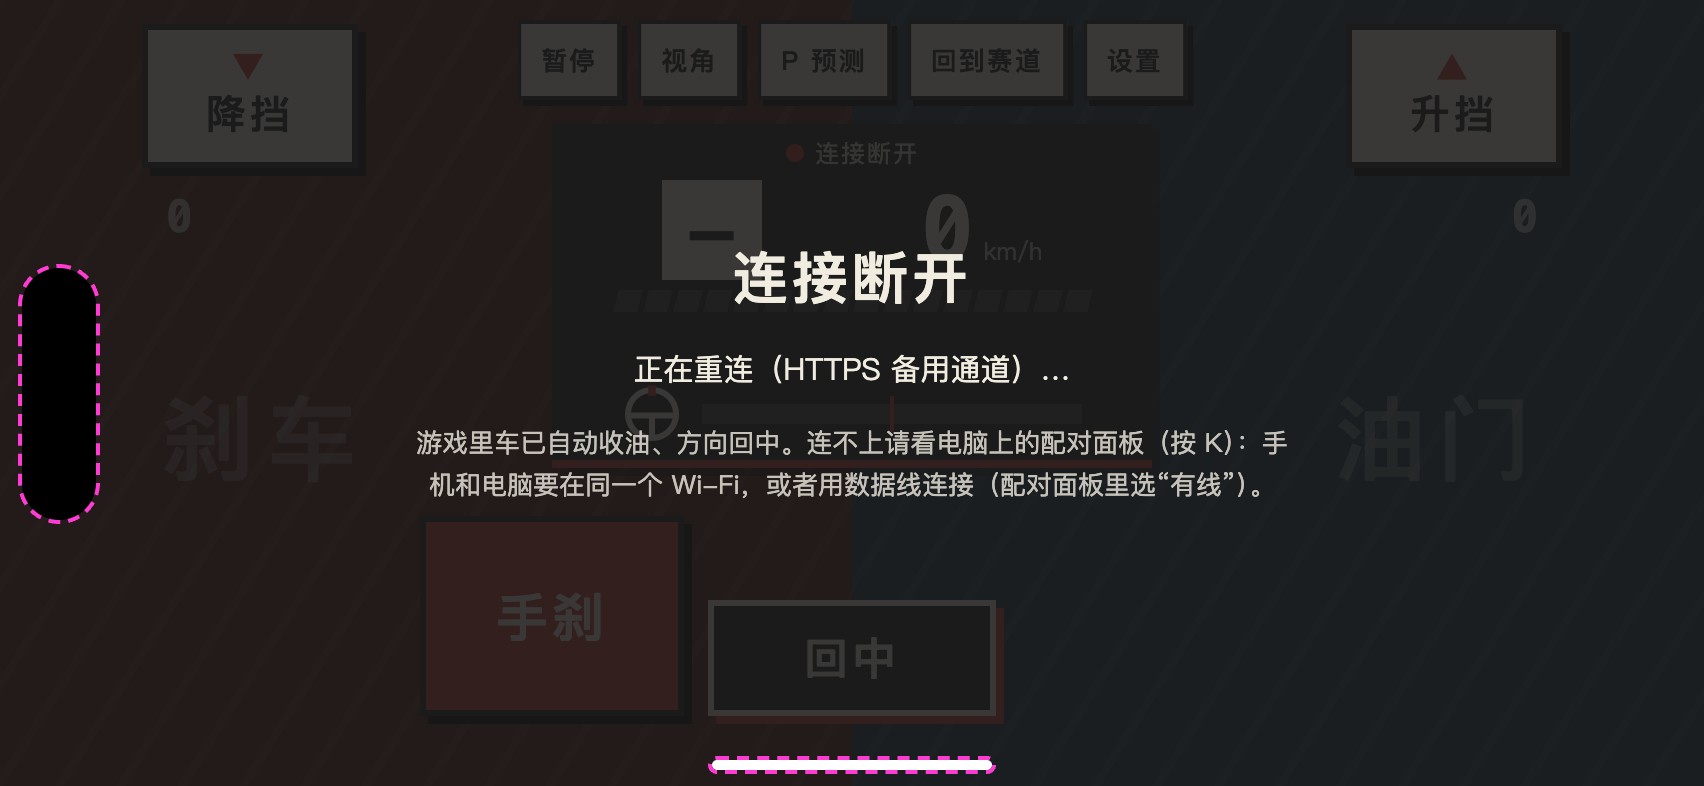 暂停
视角
P 预测
回到赛道
设置
降挡
升挡
连接断开
0
0
–
0
km/h
连接断开
正在重连（HTTPS 备用通道）…
刹车
油门
游戏里车已自动收油、方向回中。连不上请看电脑上的配对面板（按 K）：手
机和电脑要在同一个 Wi-Fi，或者用数据线连接（配对面板里选“有线”）。
手刹
回中